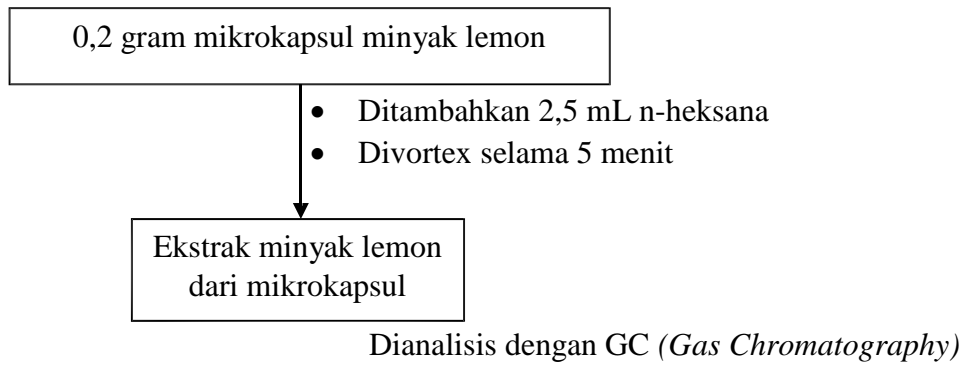 0,2 gram mikrokapsul minyak lemon
• Ditambahkan 2,5 mL n-heksana
• Divortex selama 5 menit
Ekstrak minyak lemon
dari mikrokapsul
Dianalisis dengan GC (Gas Chromatography)